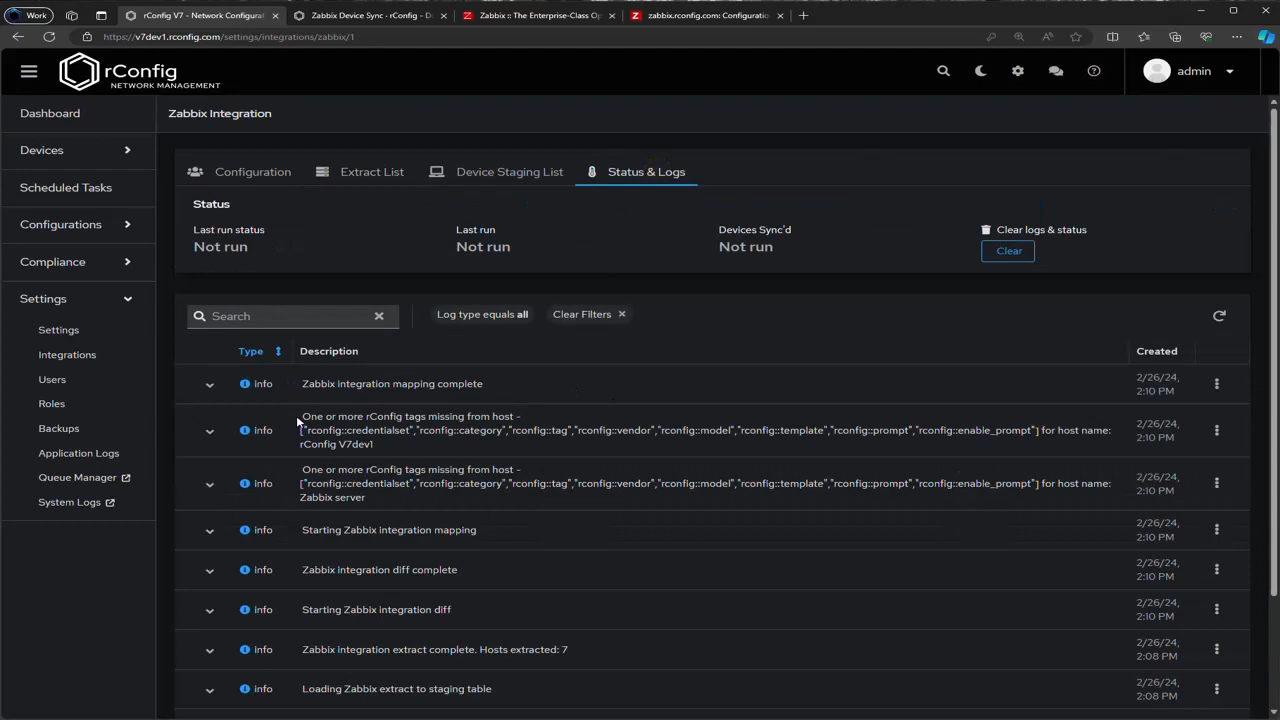 Work
rConfig V7 - Network Configurat
Zabbix Device Sync · rConfig - D
Zabbix :: The Enterprise-Class Op
zabbix.rconfig.com: Configuratio
https://v7dev1.rconfig.com/settings/integrations/zabbix/1
rConfig
NETWORK MANAGEMENT
admin
Dashboard
Devices
Scheduled Tasks
Configurations
Compliance
Settings
Settings
Integrations
Users
Roles
Backups
Application Logs
Queue Manager
System Logs
Zabbix Integration
Configuration
Extract List
Device Staging List
Status & Logs
Status
Last run status
Not run
Last run
Not run
Devices Sync'd
Not run
Clear logs & status
Clear
Search
Log type equals all
Clear Filters
Type
Description
Created
info
Zabbix integration mapping complete
2/26/24,
2:10 PM
info
One or more rConfig tags missing from host -
["rconfig::credentialset","rconfig::category","rconfig::tag","rconfig::vendor","rconfig::model","rconfig::template","rconfig::prompt","rconfig::enable_prompt"] for host name:
rConfig V7dev1
2/26/24,
2:10 PM
info
One or more rConfig tags missing from host -
["rconfig::credentialset","rconfig::category","rconfig::tag","rconfig::vendor","rconfig::model","rconfig::template","rconfig::prompt","rconfig::enable_prompt"] for host name:
Zabbix server
2/26/24,
2:10 PM
info
Starting Zabbix integration mapping
2/26/24,
2:10 PM
info
Zabbix integration diff complete
2/26/24,
2:10 PM
info
Starting Zabbix integration diff
2/26/24,
2:10 PM
info
Zabbix integration extract complete. Hosts extracted: 7
2/26/24,
2:08 PM
info
Loading Zabbix extract to staging table
2/26/24,
2:08 PM